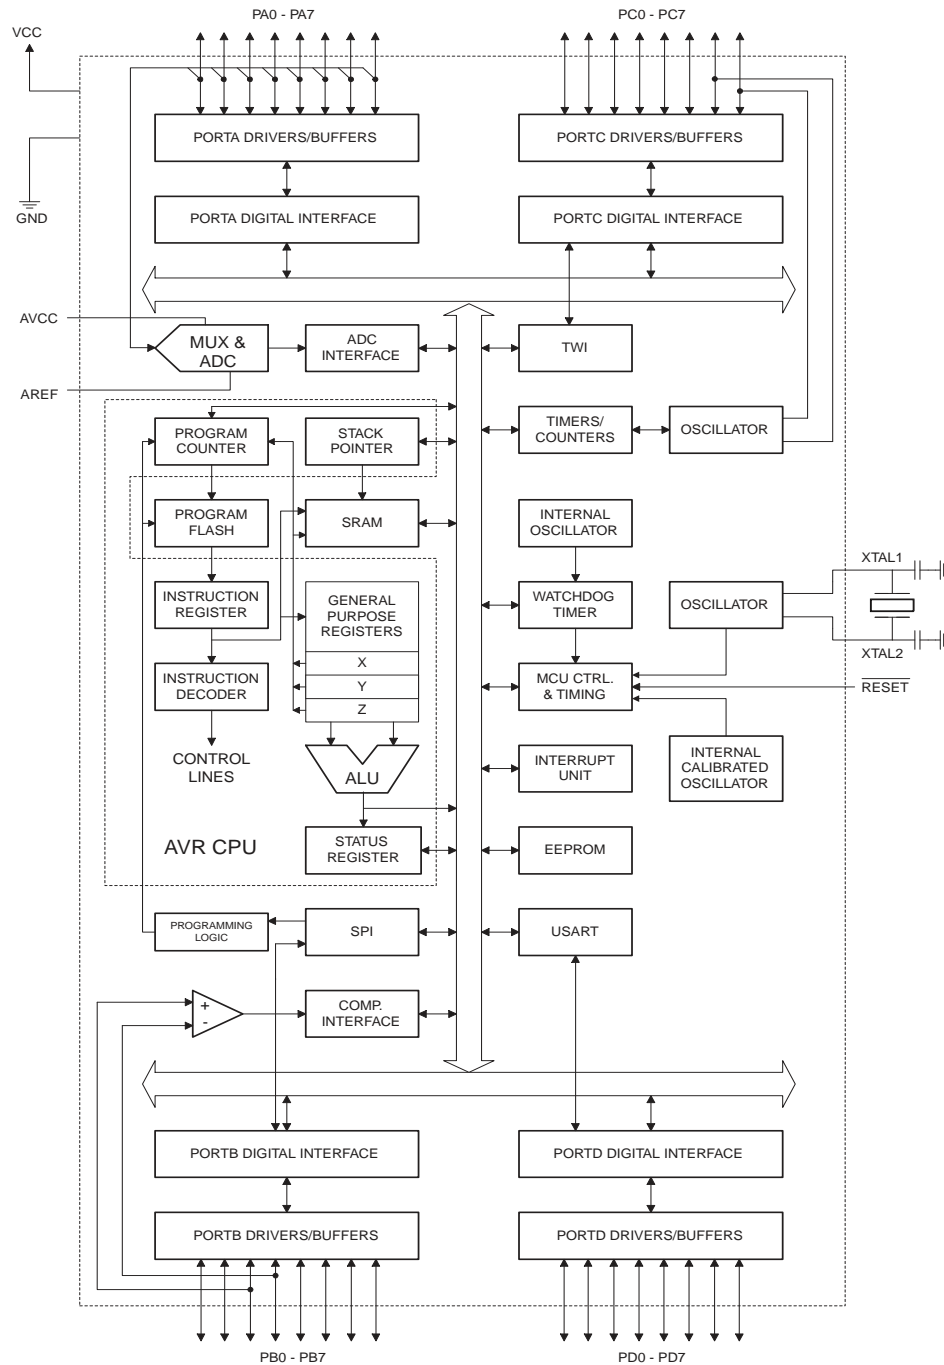 PA0 - PA7
PC0 - PC7
VCC
PORTA DRIVERS/BUFFERS
PORTC DRIVERS/BUFFERS
GND
PORTA DIGITAL INTERFACE
PORTC DIGITAL INTERFACE
AVCC
MUX &
ADC
ADC
INTERFACE
TWI
AREF
PROGRAM
COUNTER
STACK
POINTER
TIMERS/
COUNTERS
OSCILLATOR
PROGRAM
FLASH
SRAM
INTERNAL
OSCILLATOR
XTAL1
INSTRUCTION
REGISTER
GENERAL
PURPOSE
REGISTERS
WATCHDOG
TIMER
OSCILLATOR
XTAL2
X
INSTRUCTION
DECODER
Y
MCU CTRL.
& TIMING
RESET
Z
CONTROL
LINES
ALU
INTERRUPT
UNIT
INTERNAL
CALIBRATED
OSCILLATOR
AVR CPU
STATUS
REGISTER
EEPROM
PROGRAMMING
LOGIC
SPI
USART
+
-
COMP.
INTERFACE
PORTB DIGITAL INTERFACE
PORTD DIGITAL INTERFACE
PORTB DRIVERS/BUFFERS
PORTD DRIVERS/BUFFERS
PB0 - PB7
PD0 - PD7